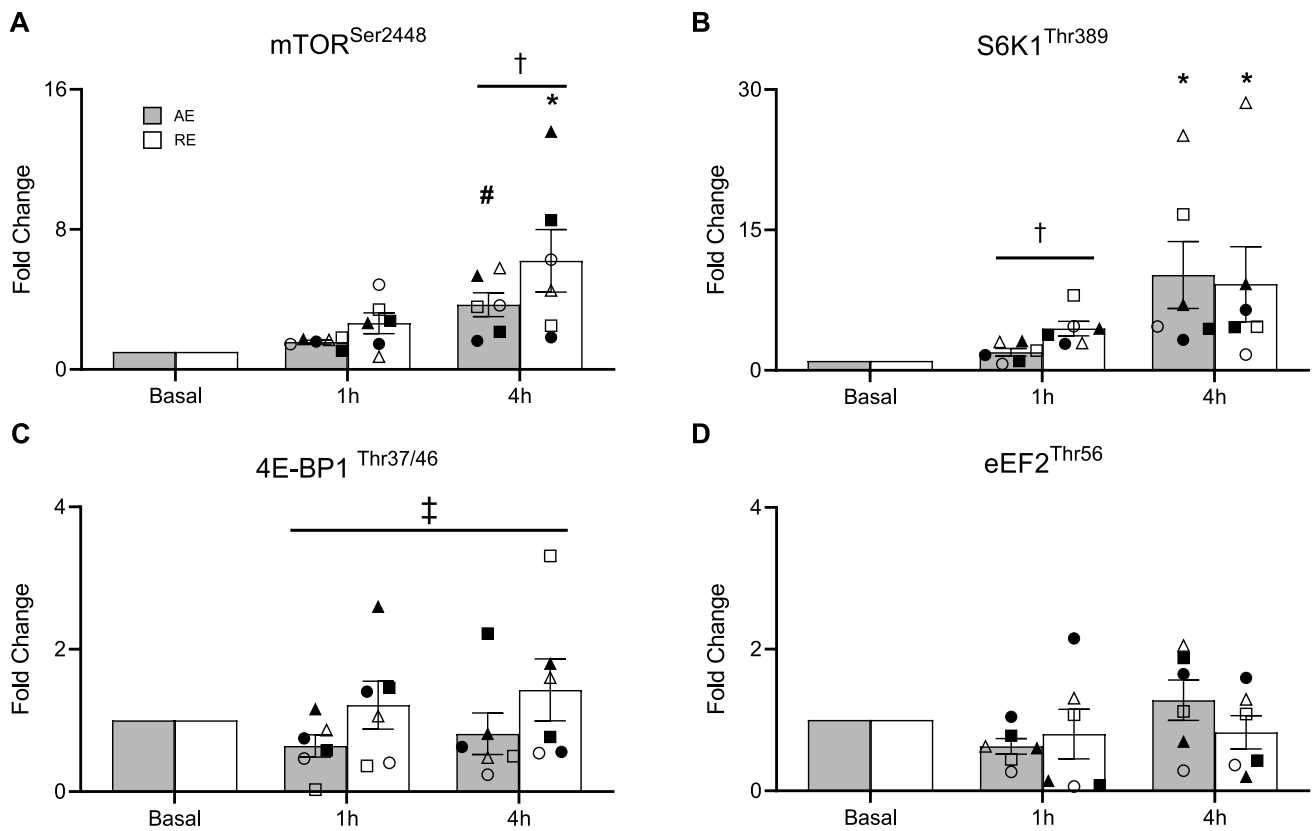 A
mTOR^Ser2448
Fold Change
16
8
0
AE
RE
†
*
#
Basal 1h 4h
B
S6K1^Thr389
Fold Change
30
15
0
†
* *
Basal 1h 4h
C
4E-BP1 ^Thr37/46
Fold Change
4
2
0
‡
Basal 1h 4h
D
eEF2^Thr56
Fold Change
4
2
0
Basal 1h 4h